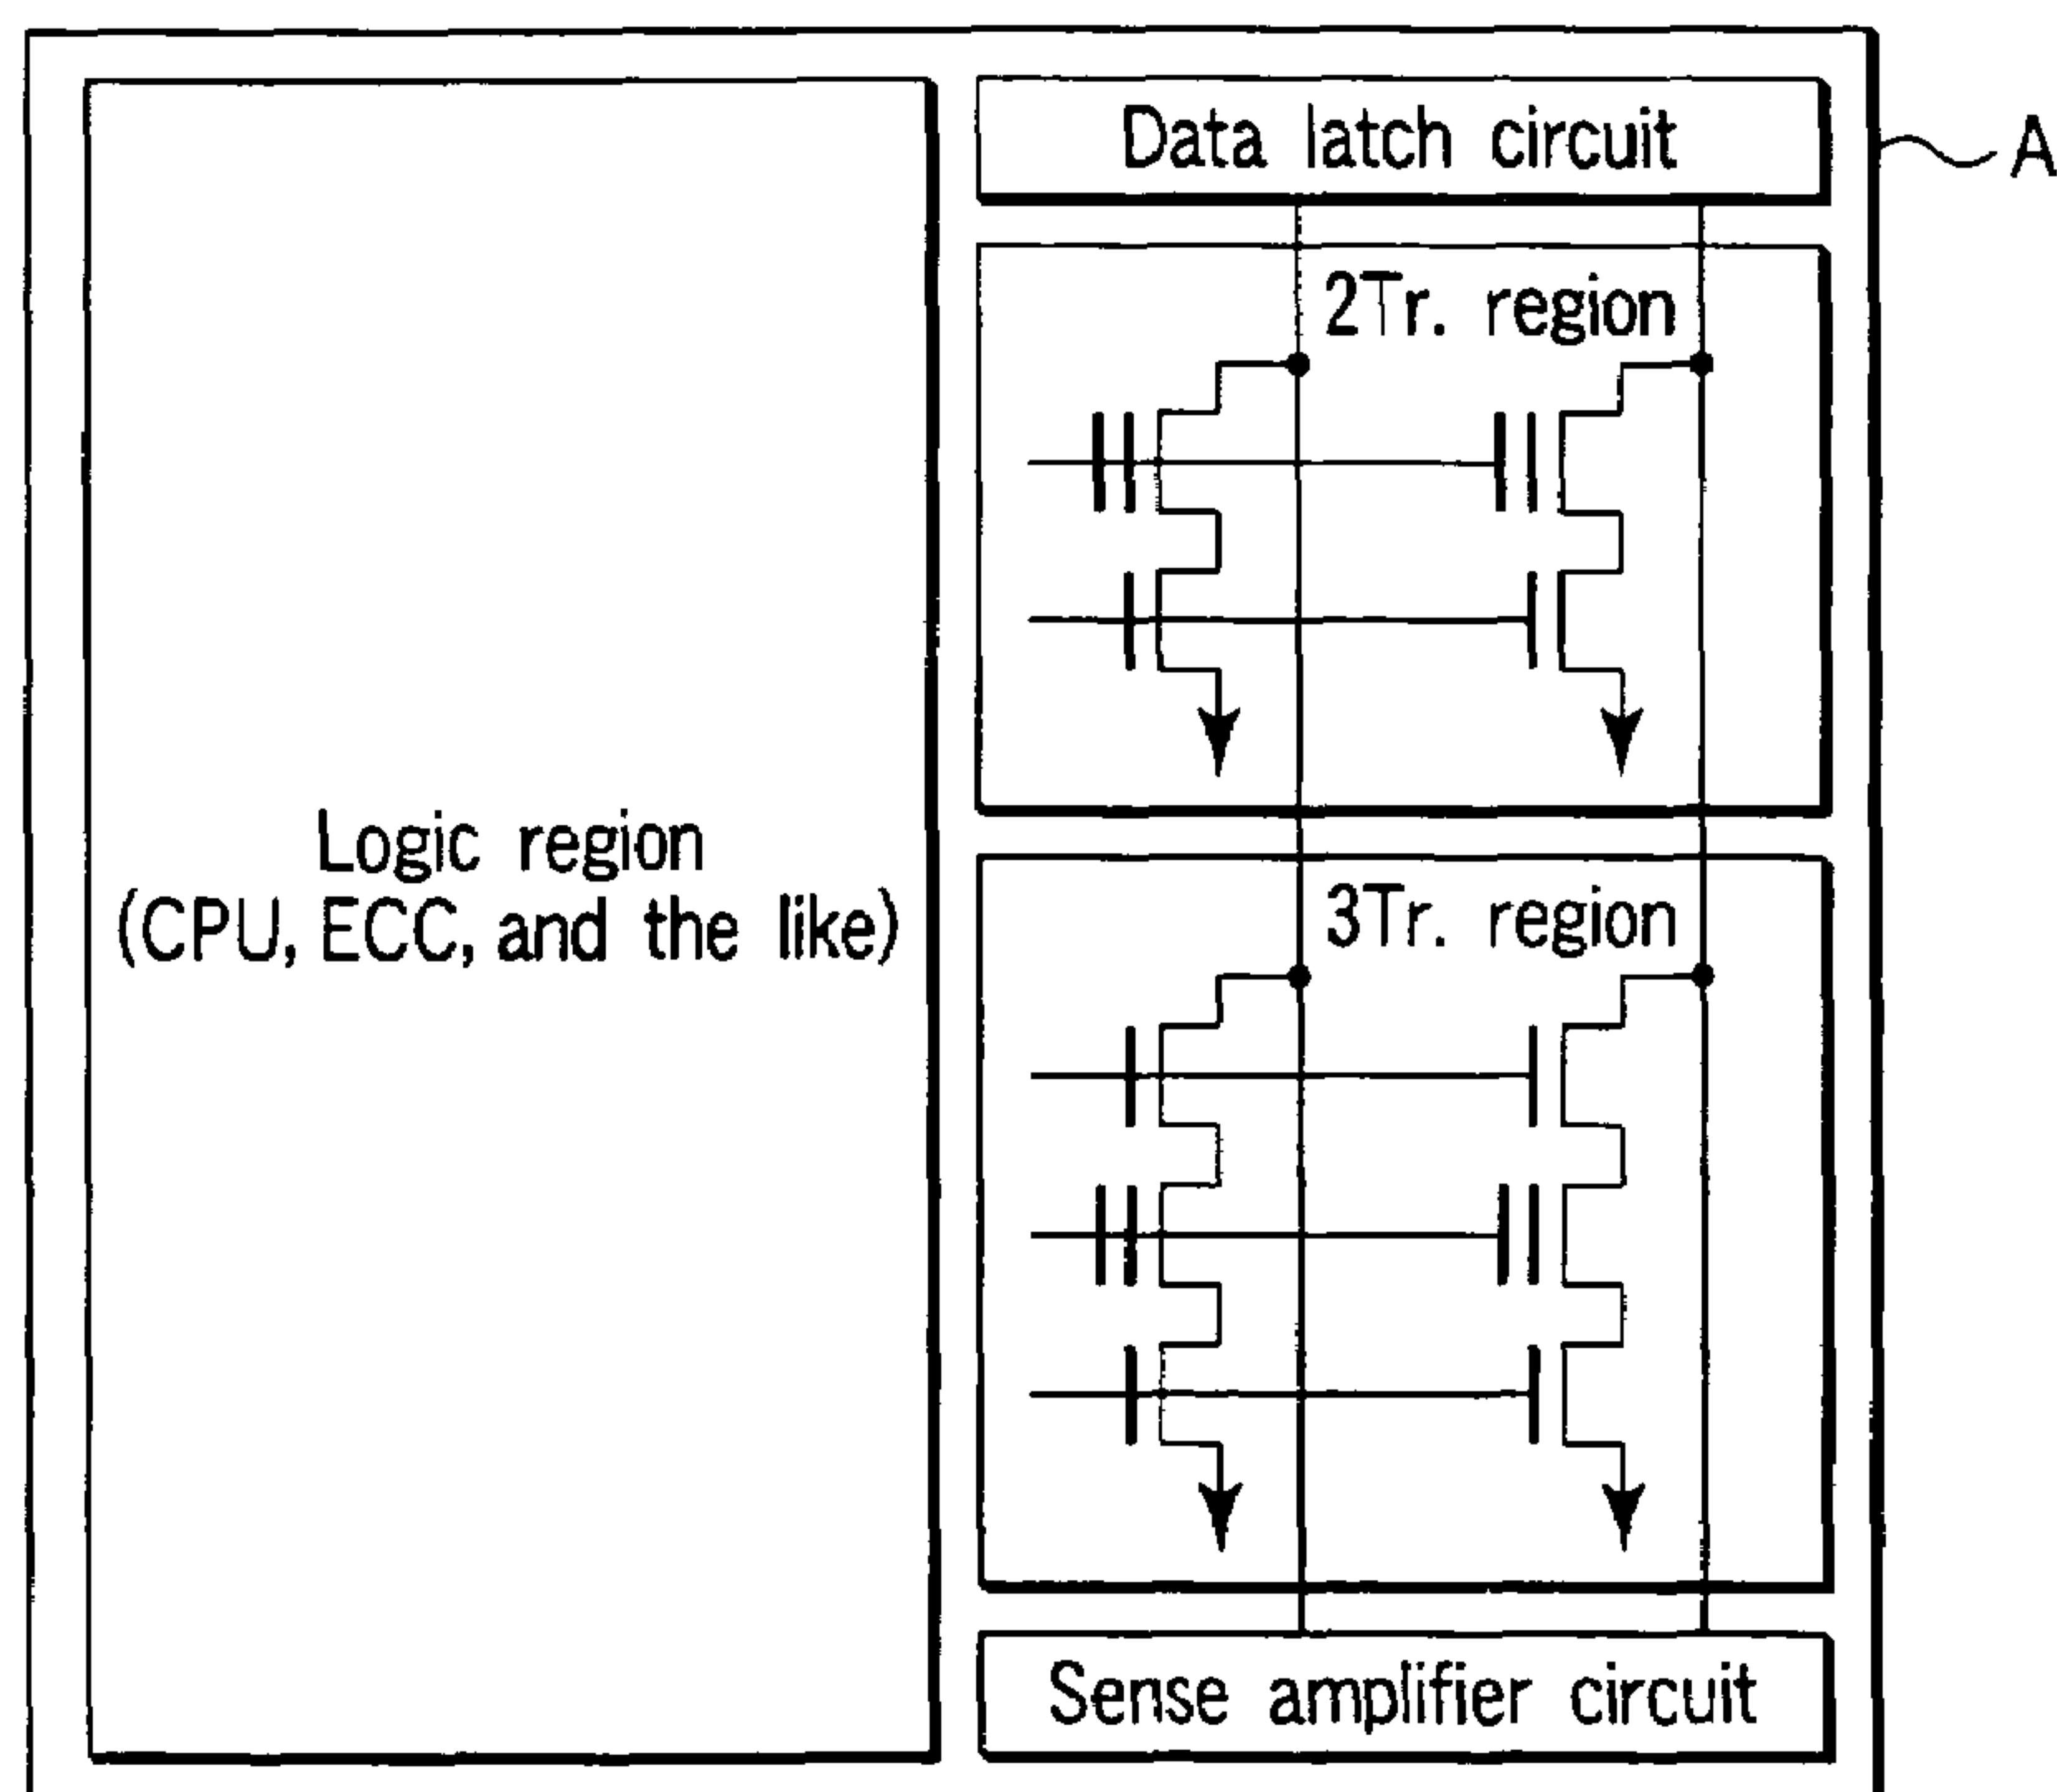 Data latch circuit
A
2Tr. region
Logic region
(CPU, ECC, and the like)
3Tr. region
Sense amplifier circuit